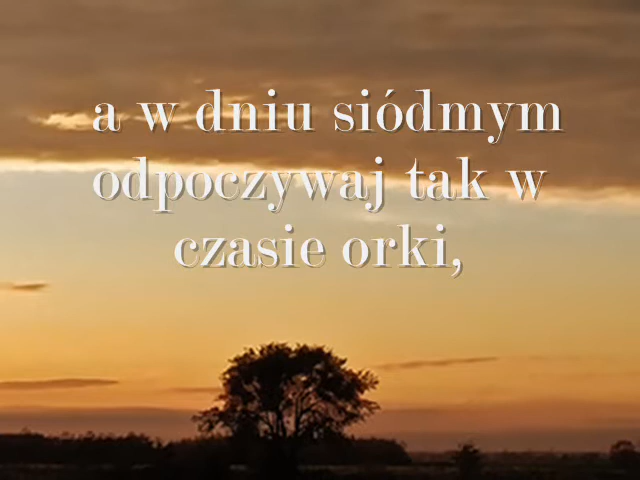 a w dniu siódmym
odpoczywaj tak w
czasie orki,